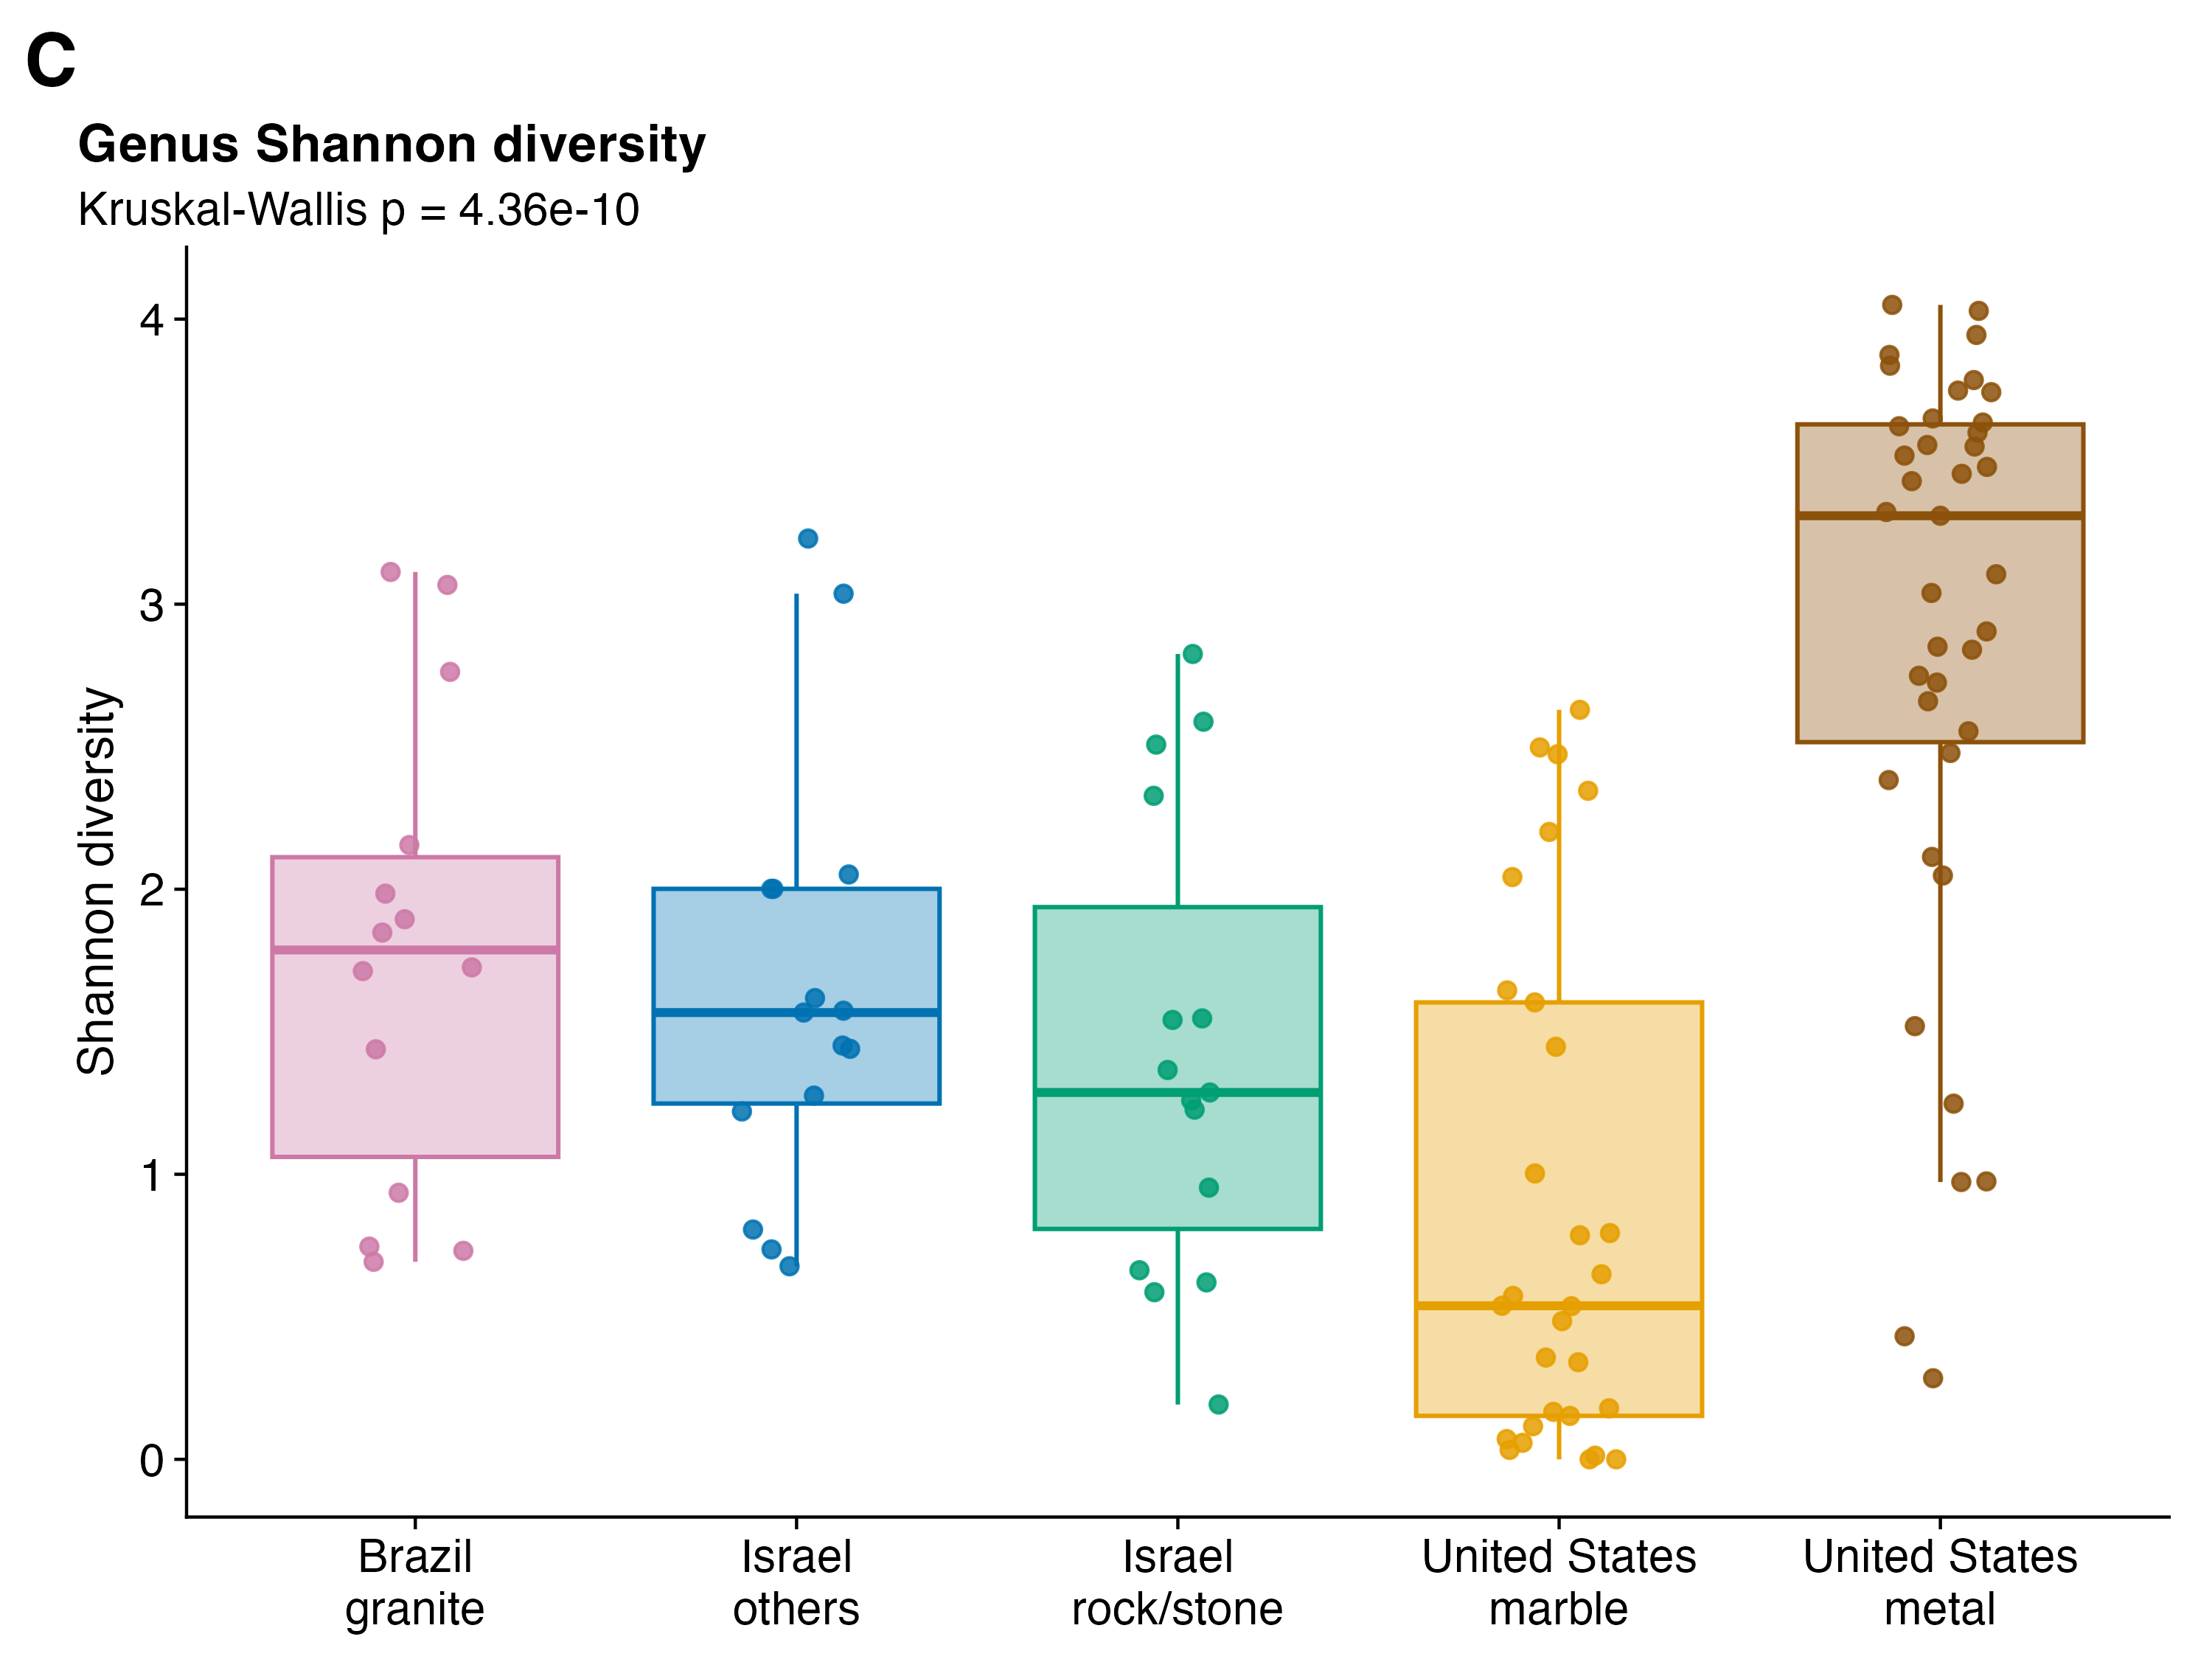 C
Genus Shannon diversity
Kruskal-Wallis p = 4.36e-10
Shannon diversity
4
3
2
1
0
Brazil
granite
Israel
others
Israel
rock/stone
United States
marble
United States
metal